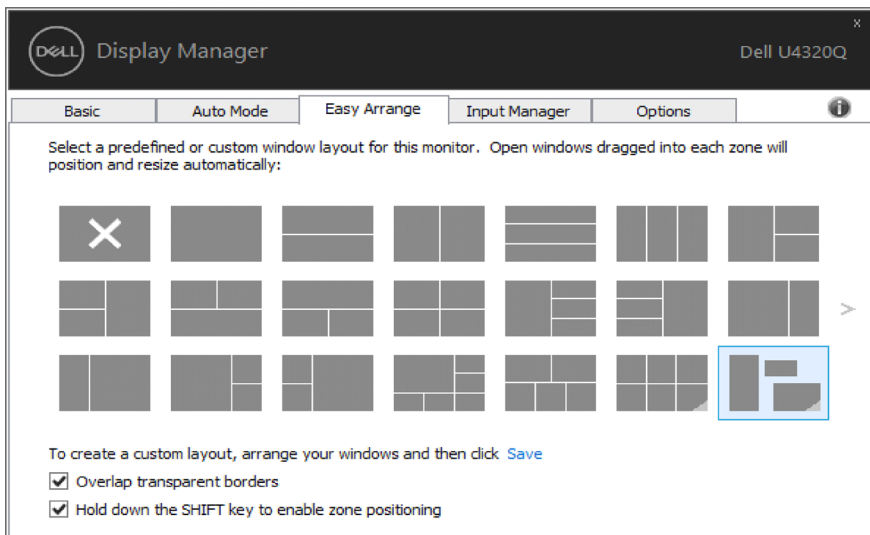 x
DELL Display Manager
Dell U4320Q
Basic Auto Mode Easy Arrange Input Manager Options i
Select a predefined or custom window layout for this monitor. Open windows dragged into each zone will
position and resize automatically:
>
To create a custom layout, arrange your windows and then click Save
Overlap transparent borders
Hold down the SHIFT key to enable zone positioning